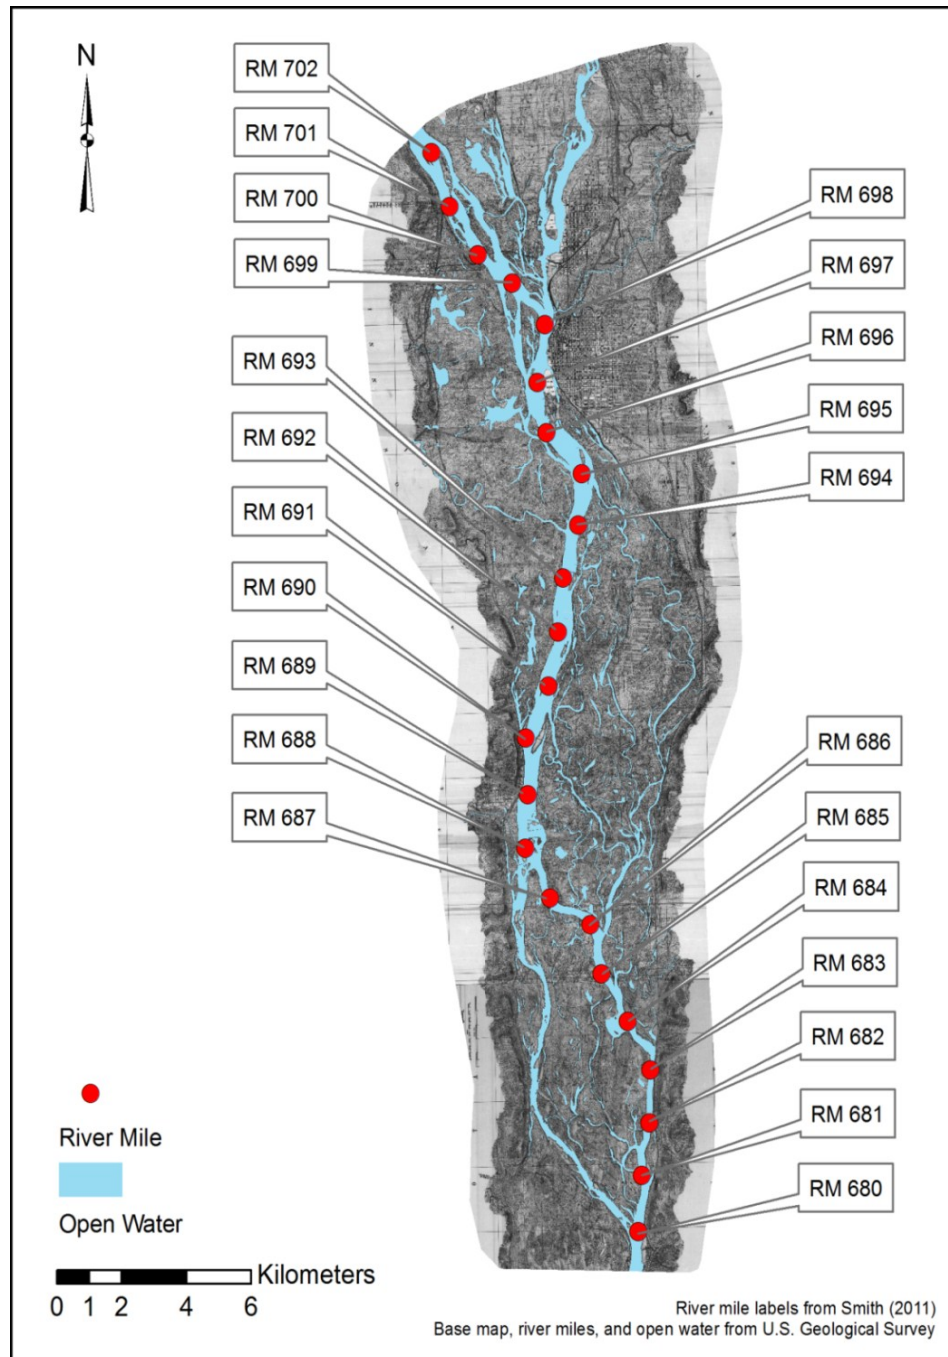 N
RM 702
RM 701
RM 700
RM 699
RM 698
RM 697
RM 696
RM 695
RM 694
RM 693
RM 692
RM 691
RM 690
RM 689
RM 688
RM 687
RM 686
RM 685
RM 684
RM 683
RM 682
RM 681
RM 680
River Mile
Open Water
Kilometers
0 1 2 4 6
River mile labels from Smith (2011)
Base map, river miles, and open water from U.S. Geological Survey